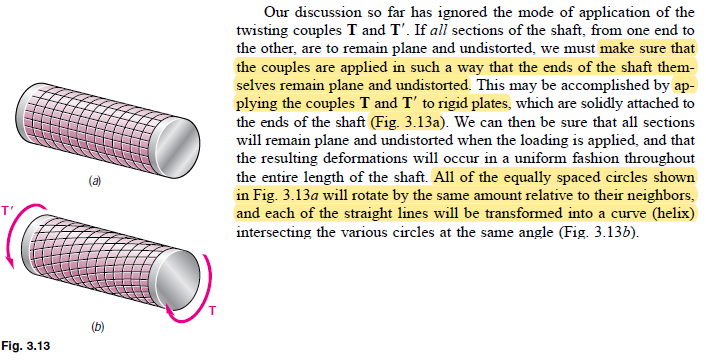 Our discussion so far has ignored the mode of application of the
twisting couples T and T′. If all sections of the shaft, from one end to
the other, are to remain plane and undistorted, we must make sure that
the couples are applied in such a way that the ends of the shaft them-
selves remain plane and undistorted. This may be accomplished by ap-
plying the couples T and T′ to rigid plates, which are solidly attached to
the ends of the shaft (Fig. 3.13a). We can then be sure that all sections
will remain plane and undistorted when the loading is applied, and that
the resulting deformations will occur in a uniform fashion throughout
the entire length of the shaft. All of the equally spaced circles shown
in Fig. 3.13a will rotate by the same amount relative to their neighbors,
and each of the straight lines will be transformed into a curve (helix)
intersecting the various circles at the same angle (Fig. 3.13b).
(a)
T′
T
(b)
Fig. 3.13